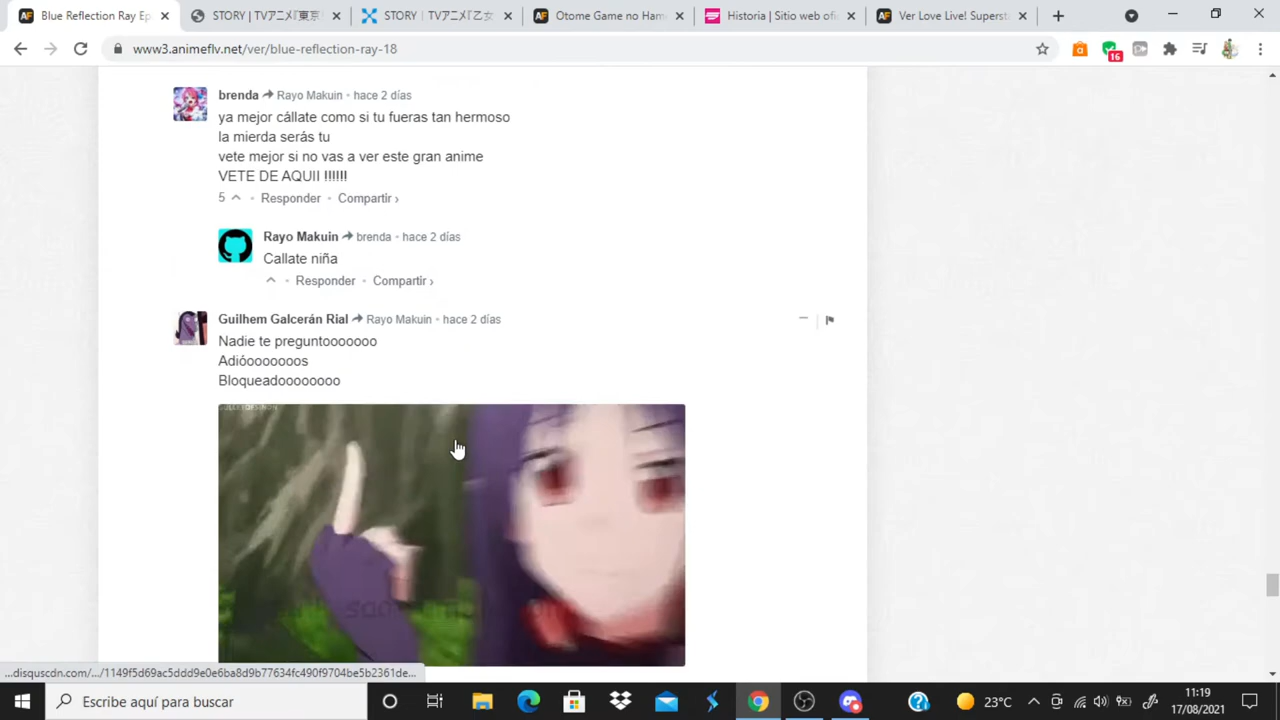 Blue Reflection Ray Ep
STORY | TVアニメ『東京
STORY | TVアニメ『乙女
Otome Game no Ham
Historia | Sitio web ofi
Ver Love Live! Superst
www3.animeflv.net/ver/blue-reflection-ray-18
16
brenda Rayo Makuin • hace 2 días
ya mejor cállate como si tu fueras tan hermoso
la mierda serás tu
vete mejor si no vas a ver este gran anime
VETE DE AQUII !!!!!!
5 • Responder • Compartir ›
Rayo Makuin brenda • hace 2 días
Callate niña
• Responder • Compartir ›
Guilhem Galcerán Rial Rayo Makuin • hace 2 días
Nadie te preguntooooooo
Adióoooooooos
Bloqueadoooooooo
...disquscdn.com/.../1149f5d69ac5ddd9e0e6ba8d9b77634fc490f9704be5b2361de...
Escribe aquí para buscar
23°C
11:19
17/08/2021